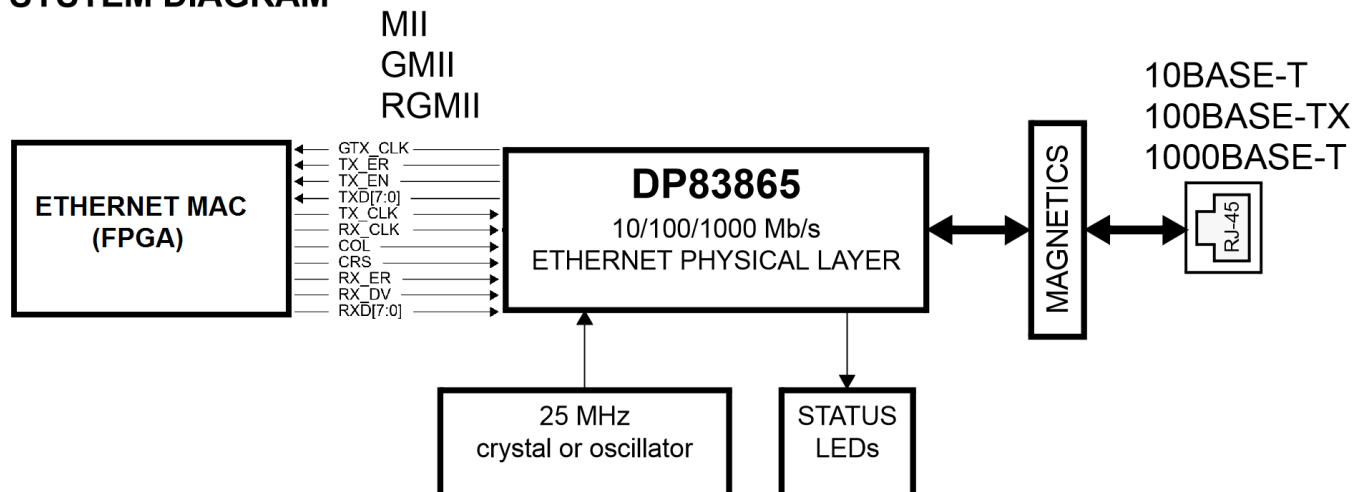 SYSTEM DIAGRAM
MII
GMII
RGMII
10BASE-T
100BASE-TX
1000BASE-T
ETHERNET MAC
(FPGA)
GTX_CLK
TX_ER
TX_EN
TXD[7:0]
TX_CLK
RX_CLK
COL
CRS
RX_ER
RX_DV
RXD[7:0]
DP83865
10/100/1000 Mb/s
ETHERNET PHYSICAL LAYER
MAGNETICS
RJ-45
25 MHz
crystal or oscillator
STATUS
LEDs